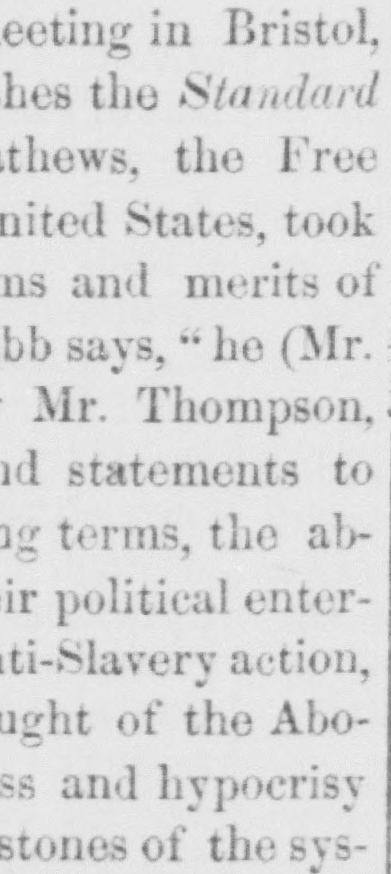 eeting in Bristol,
hes the Standard
thews, the Free
nited States, took
ns and merits of
bb says, “ he (Mr.
Mr. Thompson,
nd statements to
ng terms, the ab-
eir political enter-
nti-Slavery action,
ught of the Abo-
ss and hypocrisy
stones of the sys-